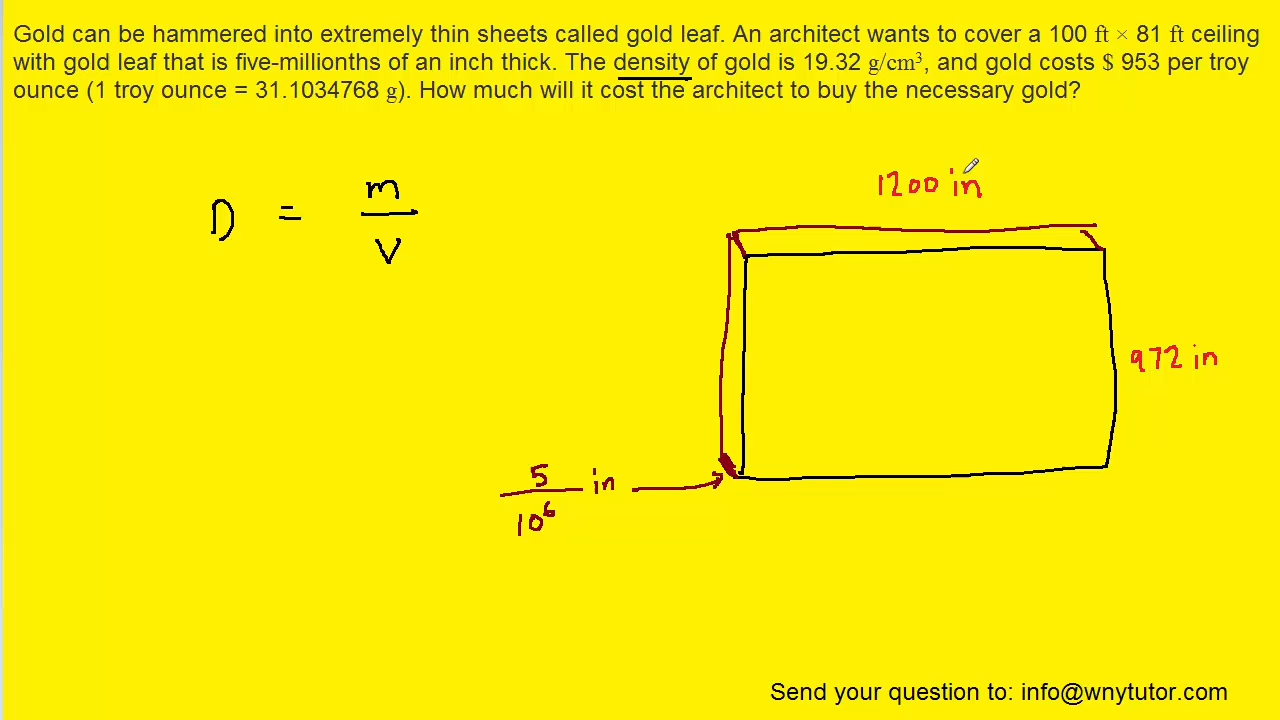 Gold can be hammered into extremely thin sheets called gold leaf. An architect wants to cover a 100 ft × 81 ft ceiling
with gold leaf that is five-millionths of an inch thick. The density of gold is 19.32 g/cm³, and gold costs $ 953 per troy
ounce (1 troy ounce = 31.1034768 g). How much will it cost the architect to buy the necessary gold?
1200 in
D = m/v
972 in
5/10⁶ in
Send your question to: info@wnytutor.com